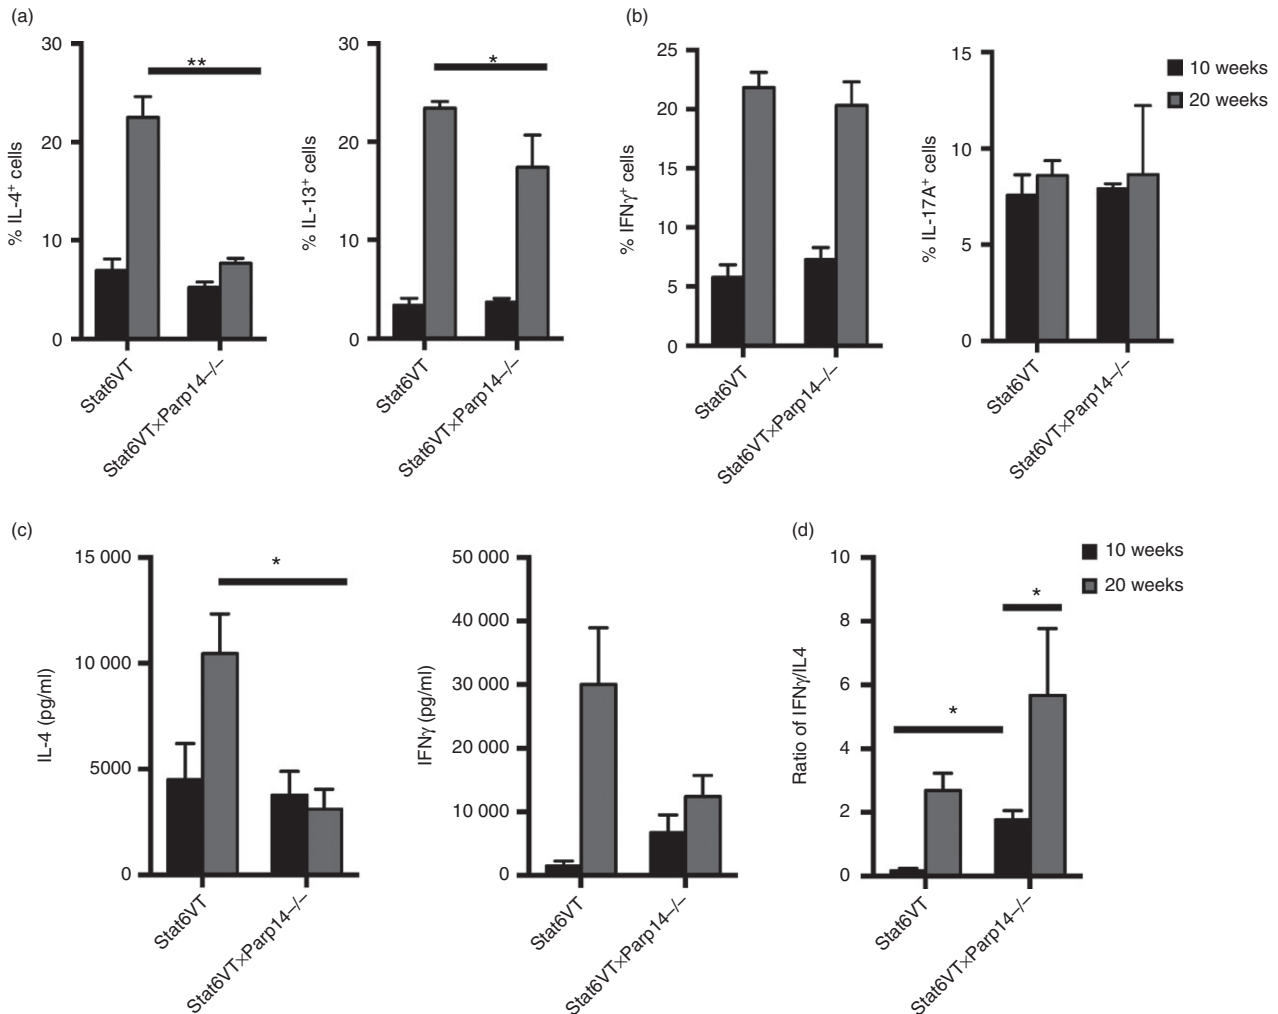 (a)
% IL-4⁺ cells
30
20
10
0
**
Stat6VT
Stat6VT×Parp14–/–
% IL-13⁺ cells
30
20
10
0
*
Stat6VT
Stat6VT×Parp14–/–
(b)
% IFNγ⁺ cells
25
20
15
10
5
0
Stat6VT
Stat6VT×Parp14–/–
% IL-17A⁺ cells
15
10
5
0
Stat6VT
Stat6VT×Parp14–/–
10 weeks
20 weeks
(c)
IL-4 (pg/ml)
15 000
10 000
5000
0
*
Stat6VT
Stat6VT×Parp14–/–
IFNγ (pg/ml)
50 000
40 000
30 000
20 000
10 000
0
Stat6VT
Stat6VT×Parp14–/–
(d)
Ratio of IFNγ/IL4
10
8
6
4
2
0
*
*
Stat6VT
Stat6VT×Parp14–/–
10 weeks
20 weeks